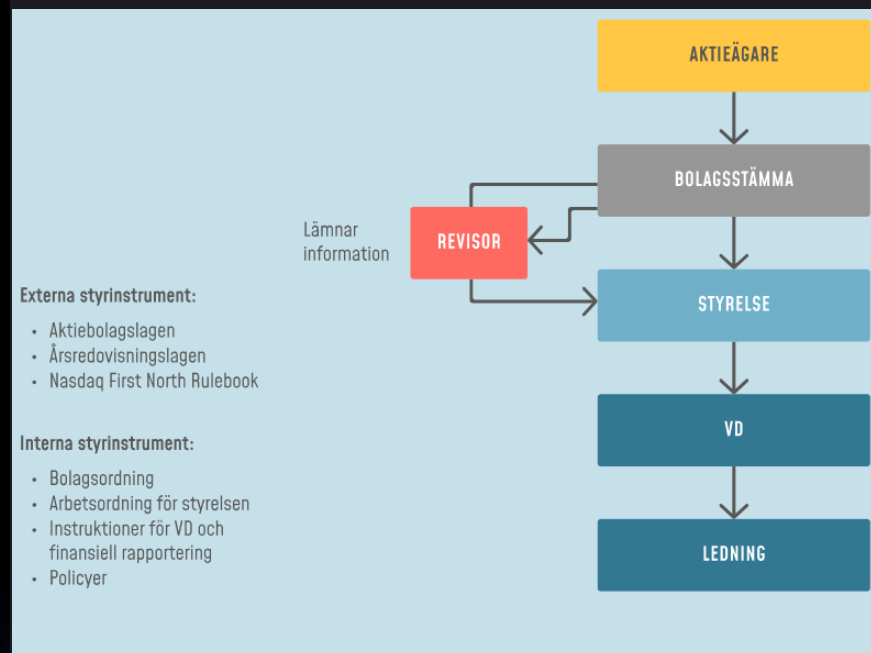 AKTIEÄGARE
BOLAGSSTÄMMA
Lämnar
information
REVISOR
STYRELSE
VD
LEDNING
Externa styrinstrument:
• Aktiebolagslagen
• Årsredovisningslagen
• Nasdaq First North Rulebook
Interna styrinstrument:
• Bolagsordning
• Arbetsordning för styrelsen
• Instruktioner för VD och
finansiell rapportering
• Policyer